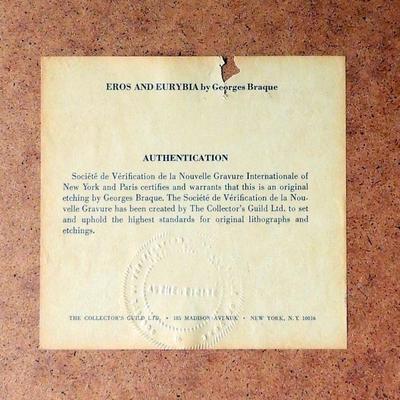 EROS AND EURYBIA by Georges Braque
AUTHENTICATION
Société de Vérification de la Nouvelle Gravure Internationale of
New York and Paris certifies and warrants that this is an original
etching by Georges Braque. The Société de Vérification de la Nou-
velle Gravure has been created by The Collector's Guild Ltd. to set
and uphold the highest standards for original lithographs and
etchings.
THE COLLECTOR'S GUILD LTD. • 185 MADISON AVENUE • NEW YORK, N.Y. 10016